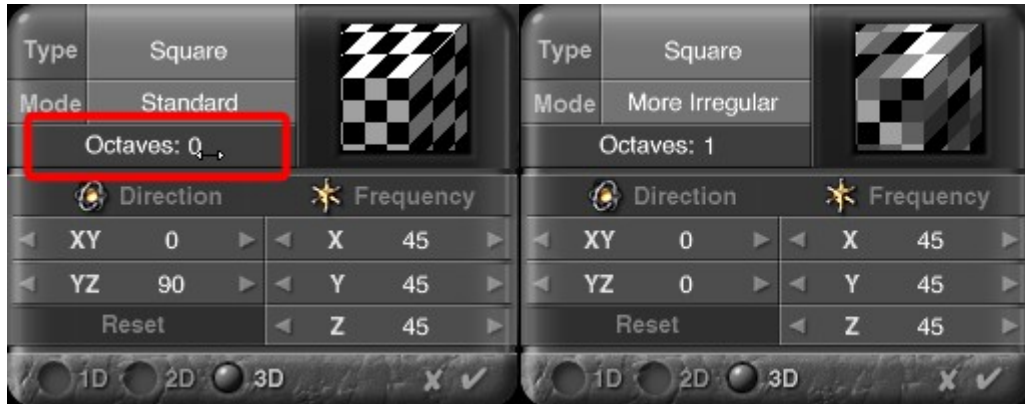 Type Square
Mode Standard
Octaves: 0
Direction Frequency
XY 0 X 45
YZ 90 Y 45
Reset Z 45
1D 2D 3D
Type Square
Mode More Irregular
Octaves: 1
Direction Frequency
XY 0 X 45
YZ 0 Y 45
Reset Z 45
1D 2D 3D